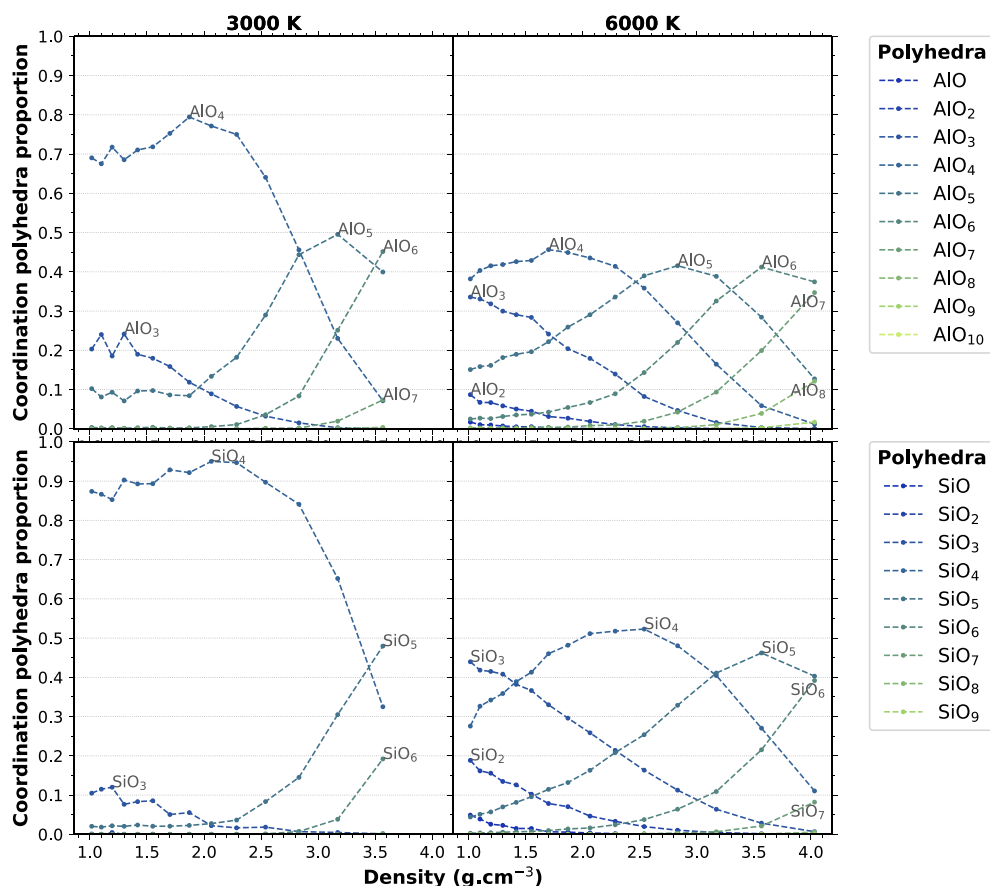 3000 K 6000 K
Coordination polyhedra proportion
1.0
0.9
0.8
0.7
0.6
0.5
0.4
0.3
0.2
0.1
0.0
AlO₄
AlO₅
AlO₆
AlO₃
AlO₇
AlO₄
AlO₅
AlO₆
AlO₃
AlO₇
AlO₂
AlO₈
Polyhedra
AlO
AlO₂
AlO₃
AlO₄
AlO₅
AlO₆
AlO₇
AlO₈
AlO₉
AlO₁₀
Coordination polyhedra proportion
1.0
0.9
0.8
0.7
0.6
0.5
0.4
0.3
0.2
0.1
0.0
SiO₄
SiO₅
SiO₆
SiO₃
SiO₄
SiO₃
SiO₅
SiO₆
SiO₂
SiO₇
Polyhedra
SiO
SiO₂
SiO₃
SiO₄
SiO₅
SiO₆
SiO₇
SiO₈
SiO₉
1.0 1.5 2.0 2.5 3.0 3.5 4.0 1.0 1.5 2.0 2.5 3.0 3.5 4.0
Density (g.cm⁻³)